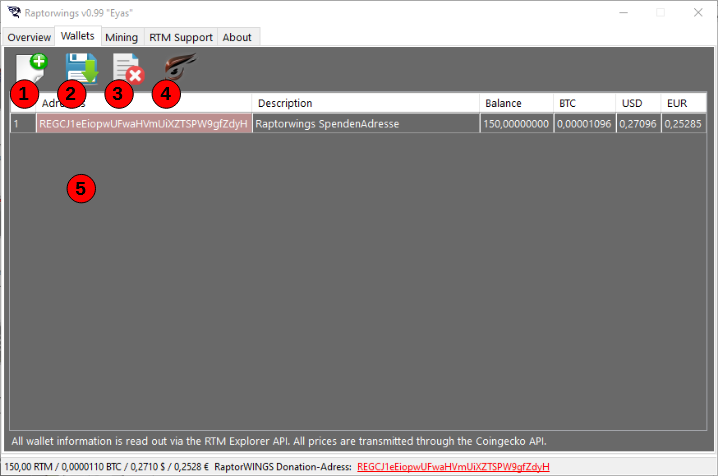 Raptorwings v0.99 "Eyas"
Overview Wallets Mining RTM Support About
1 2 3 4
Description Balance BTC USD EUR
1 REGCJ1eEiopwUFwaHVmUiXZTSPW9gfZdyH Raptorwings SpendenAdresse 150,00000000 0,00001096 0,27096 0,25285
5
All wallet information is read out via the RTM Explorer API. All prices are transmitted through the Coingecko API.
150,00 RTM / 0,0000110 BTC / 0,2710 $ / 0,2528 € RaptorWINGS Donation-Adress: REGCJ1eEiopwUFwaHVmUiXZTSPW9gfZdyH